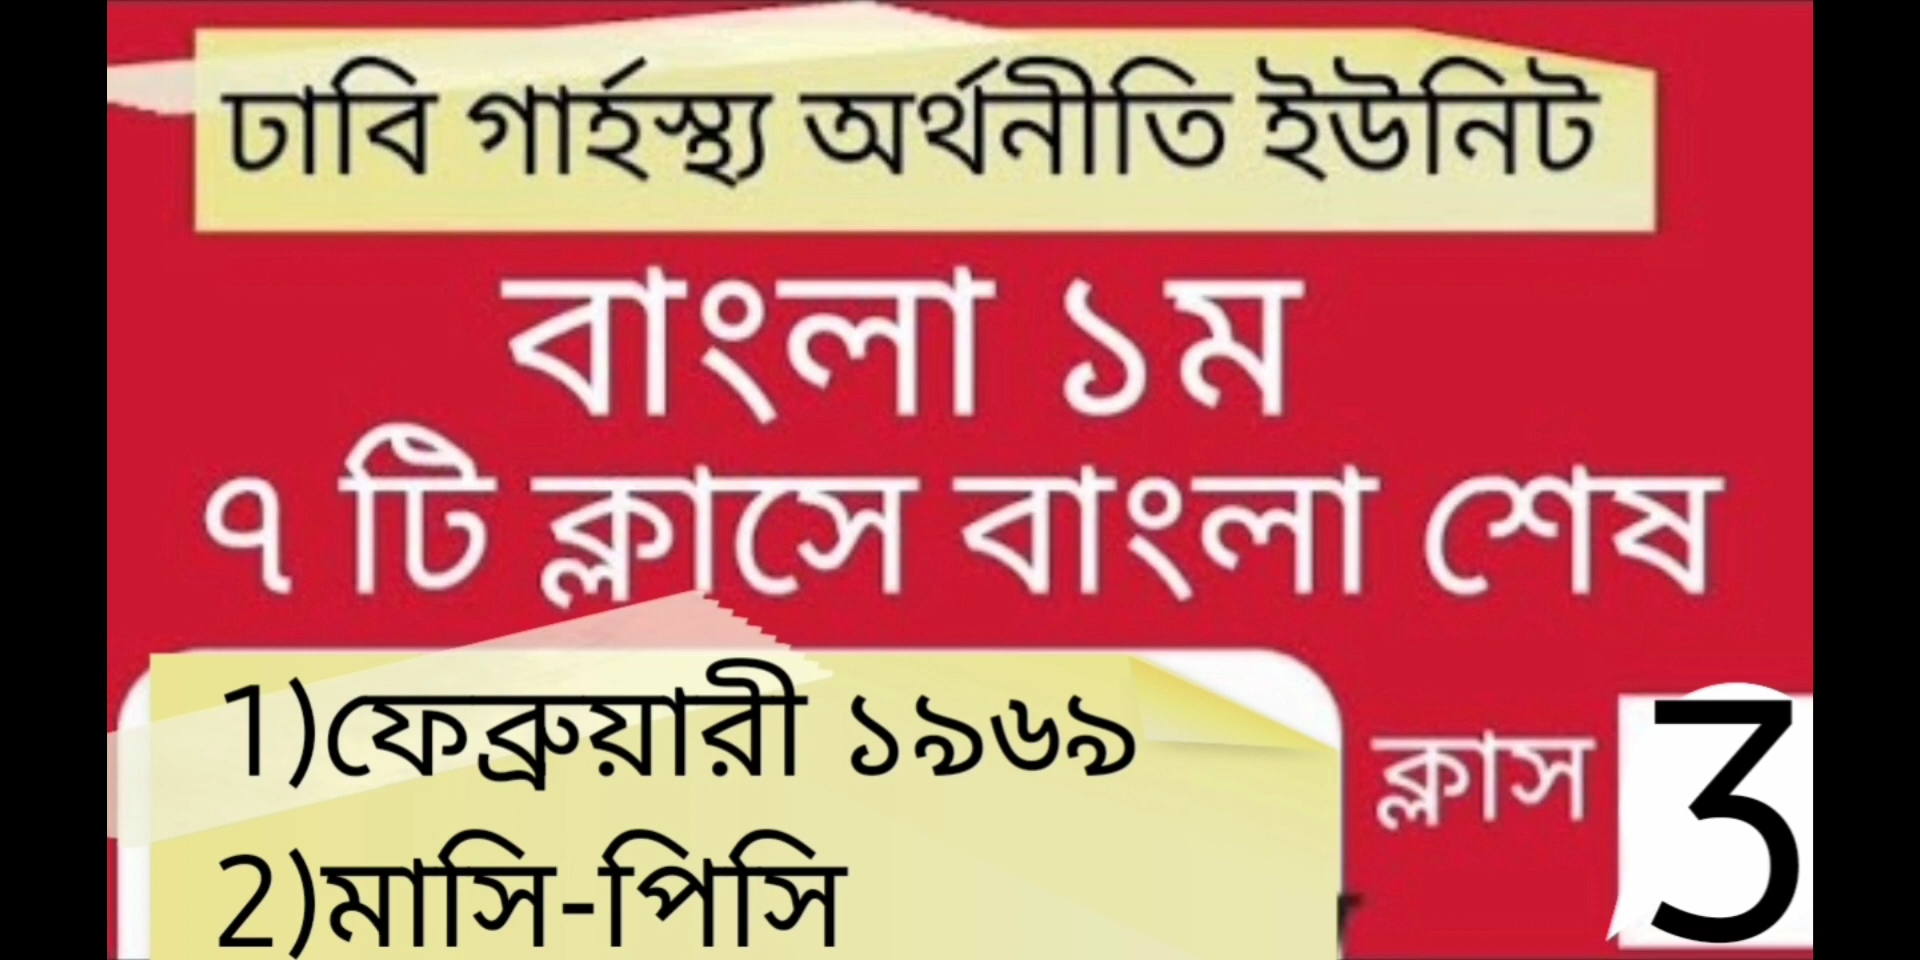 ঢাবি গার্হস্থ্য অর্থনীতি ইউনিট
বাংলা ১ম
৭ টি ক্লাসে বাংলা শেষ
1)ফেব্রুয়ারী ১৯৬৯
2)মাসি-পিসি
ক্লাস 3